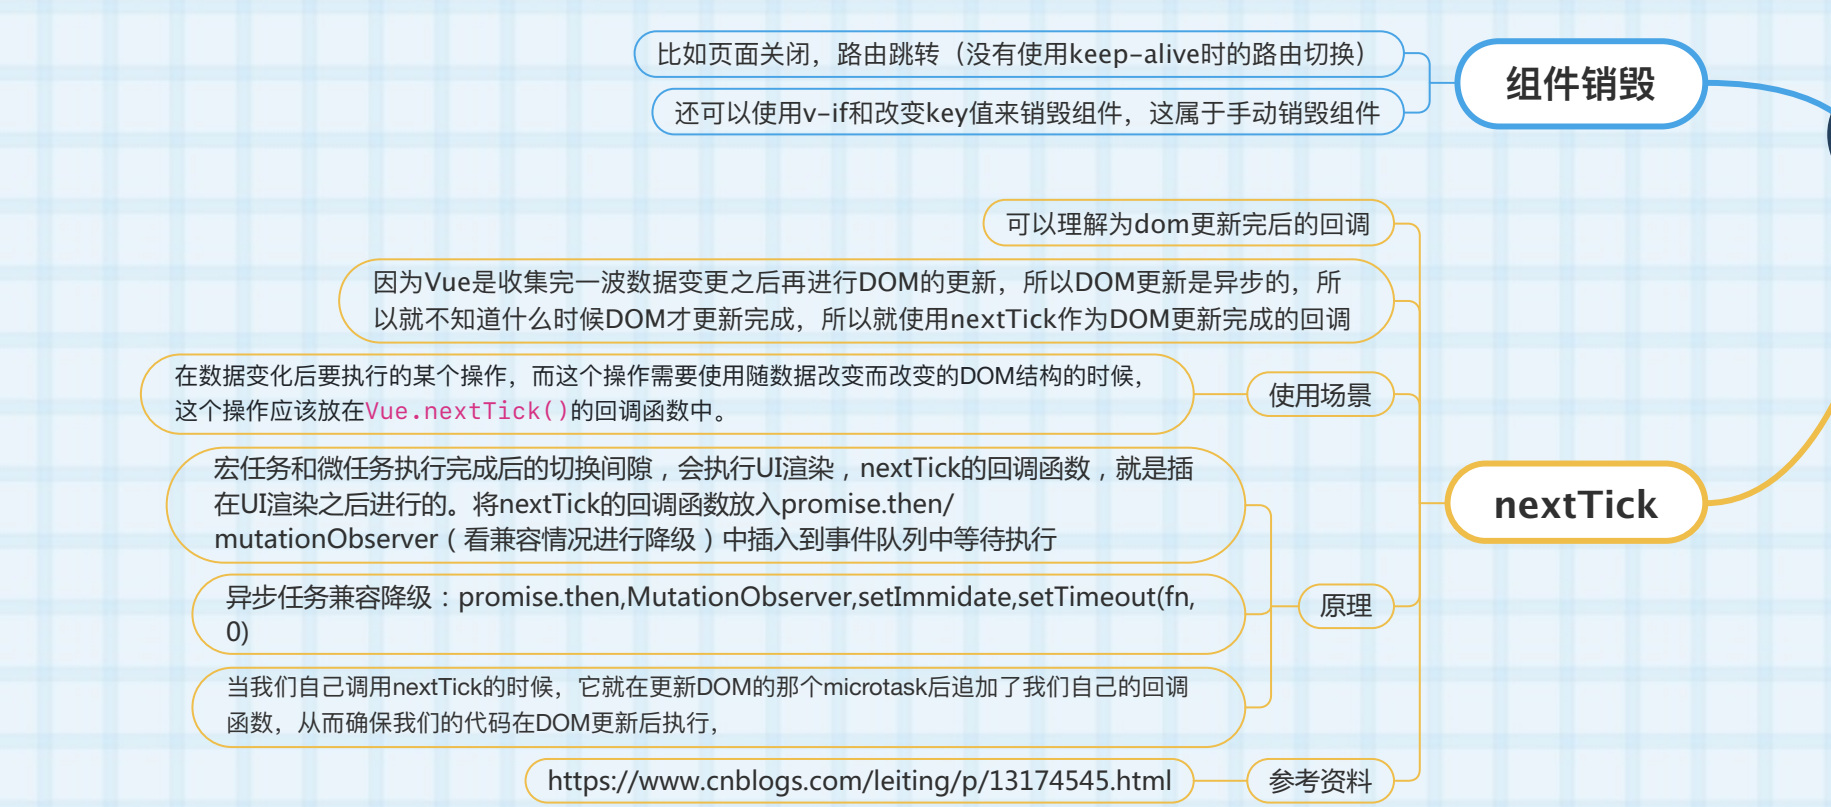 比如页面关闭，路由跳转（没有使用keep-alive时的路由切换）
还可以使用v-if和改变key值来销毁组件，这属于手动销毁组件
组件销毁
可以理解为dom更新完后的回调
因为Vue是收集完一波数据变更之后再进行DOM的更新，所以DOM更新是异步的，所
以就不知道什么时候DOM才更新完成，所以就使用nextTick作为DOM更新完成的回调
在数据变化后要执行的某个操作，而这个操作需要使用随数据改变而改变的DOM结构的时候，
这个操作应该放在Vue.nextTick()的回调函数中。
使用场景
宏任务和微任务执行完成后的切换间隙，会执行UI渲染，nextTick的回调函数，就是插
在UI渲染之后进行的。将nextTick的回调函数放入promise.then/
mutationObserver（看兼容情况进行降级）中插入到事件队列中等待执行
异步任务兼容降级：promise.then,MutationObserver,setImmidate,setTimeout(fn,
0)
当我们自己调用nextTick的时候，它就在更新DOM的那个microtask后追加了我们自己的回调
函数，从而确保我们的代码在DOM更新后执行，
原理
https://www.cnblogs.com/leiting/p/13174545.html
参考资料
nextTick